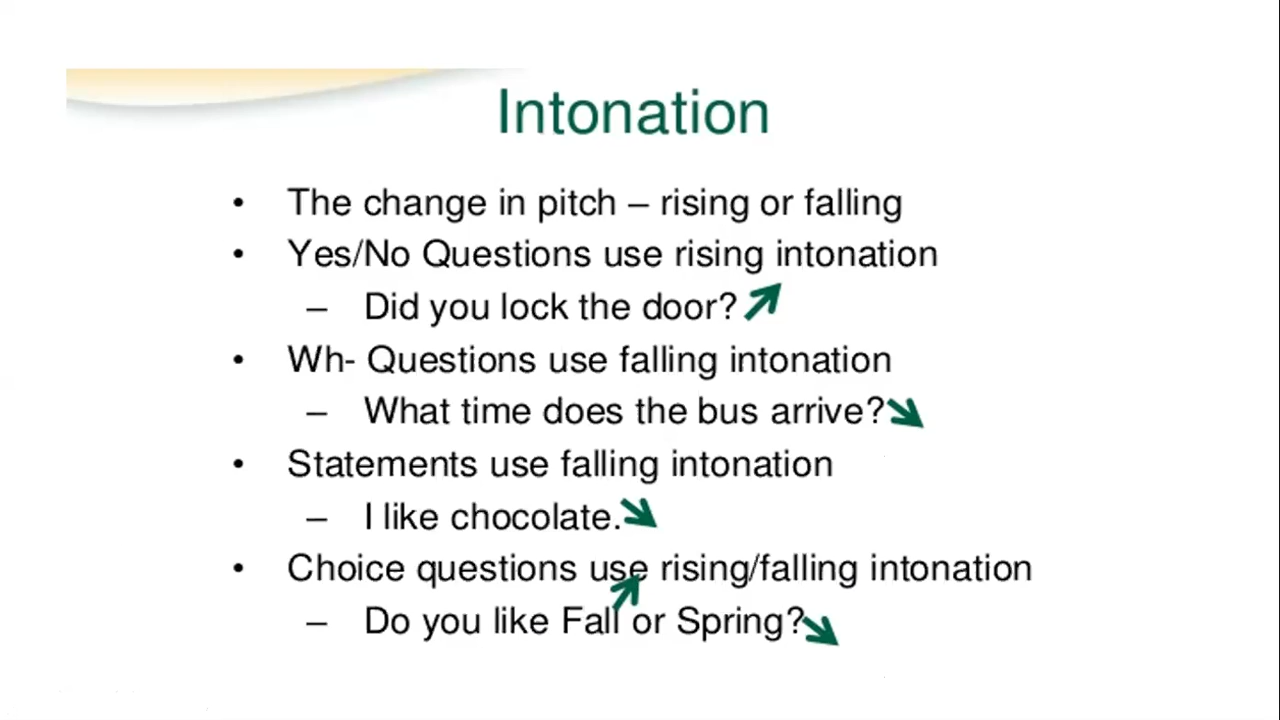 Intonation
• The change in pitch – rising or falling
• Yes/No Questions use rising intonation
– Did you lock the door?
• Wh- Questions use falling intonation
– What time does the bus arrive?
• Statements use falling intonation
– I like chocolate.
• Choice questions use rising/falling intonation
– Do you like Fall or Spring?